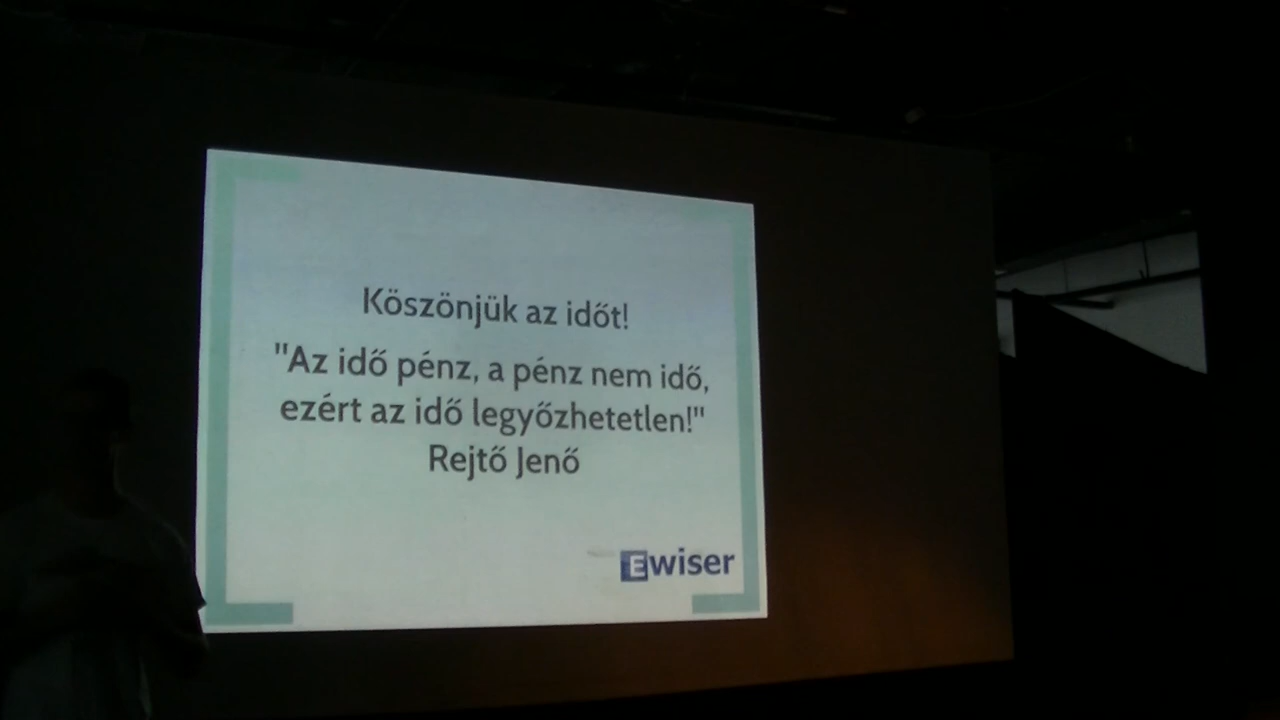 Köszönjük az időt!
"Az idő pénz, a pénz nem idő,
ezért az idő legyőzhetetlen!"
Rejtő Jenő
Ewiser